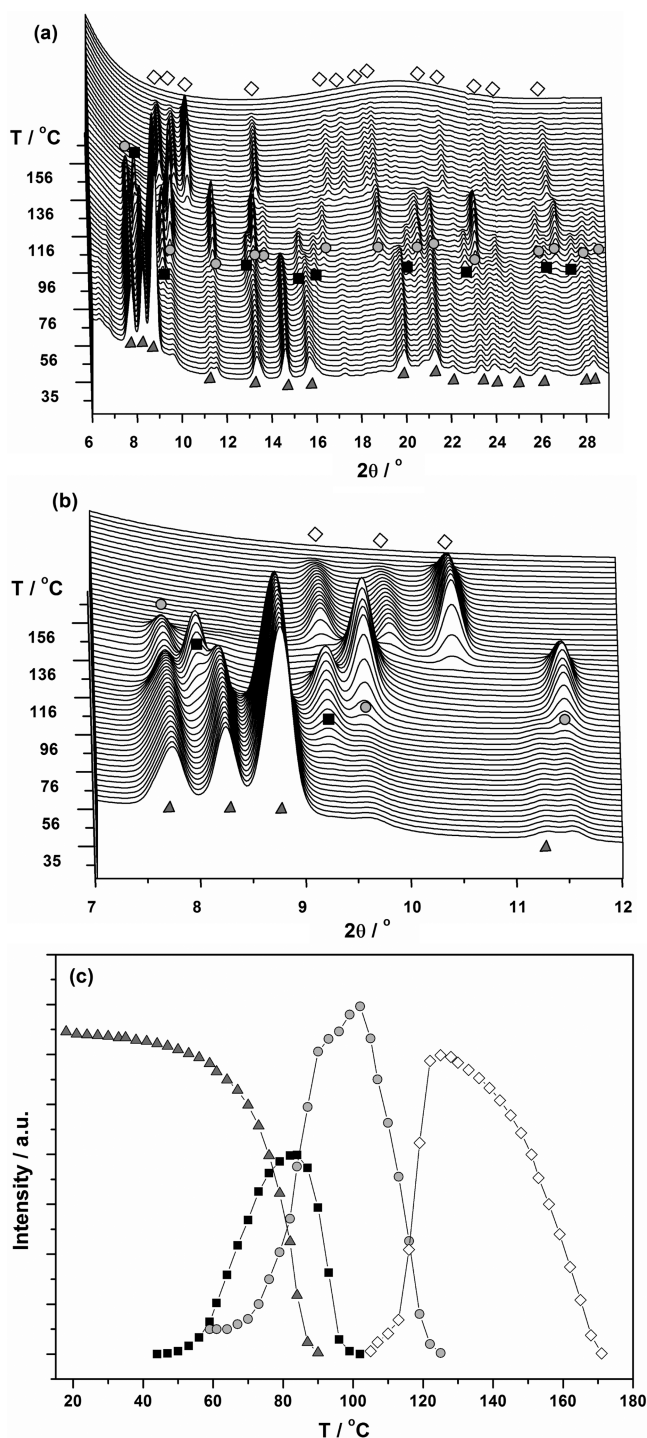 (a)
T / °C
156
136
116
96
76
56
35
6 8 10 12 14 16 18 20 22 24 26 28
2θ / °
(b)
T / °C
156
136
116
96
76
56
35
7 8 9 10 11 12
2θ / °
(c)
Intensity / a.u.
20 40 60 80 100 120 140 160 180
T / °C